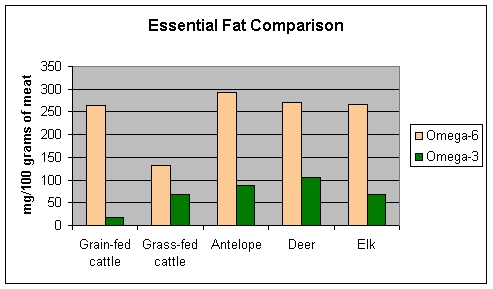 Essential Fat Comparison
mg/100 grams of meat
350
300
250
200
150
100
50
0
Grain-fed
cattle
Grass-fed
cattle
Antelope
Deer
Elk
Omega-6
Omega-3